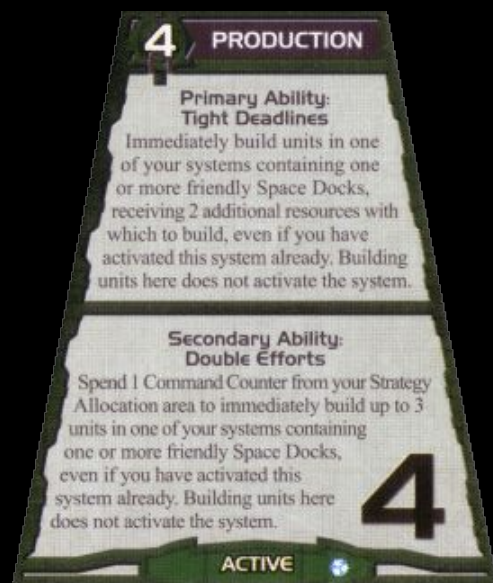 4 PRODUCTION
Primary Ability:
Tight Deadlines
Immediately build units in one
of your systems containing one
or more friendly Space Docks,
receiving 2 additional resources with
which to build, even if you have
activated this system already. Building
units here does not activate the system.
Secondary Ability:
Double Efforts
Spend 1 Command Counter from your Strategy
Allocation area to immediately build up to 3
units in one of your systems containing
one or more friendly Space Docks,
even if you have activated this
system already. Building units here
does not activate the system.
4
ACTIVE